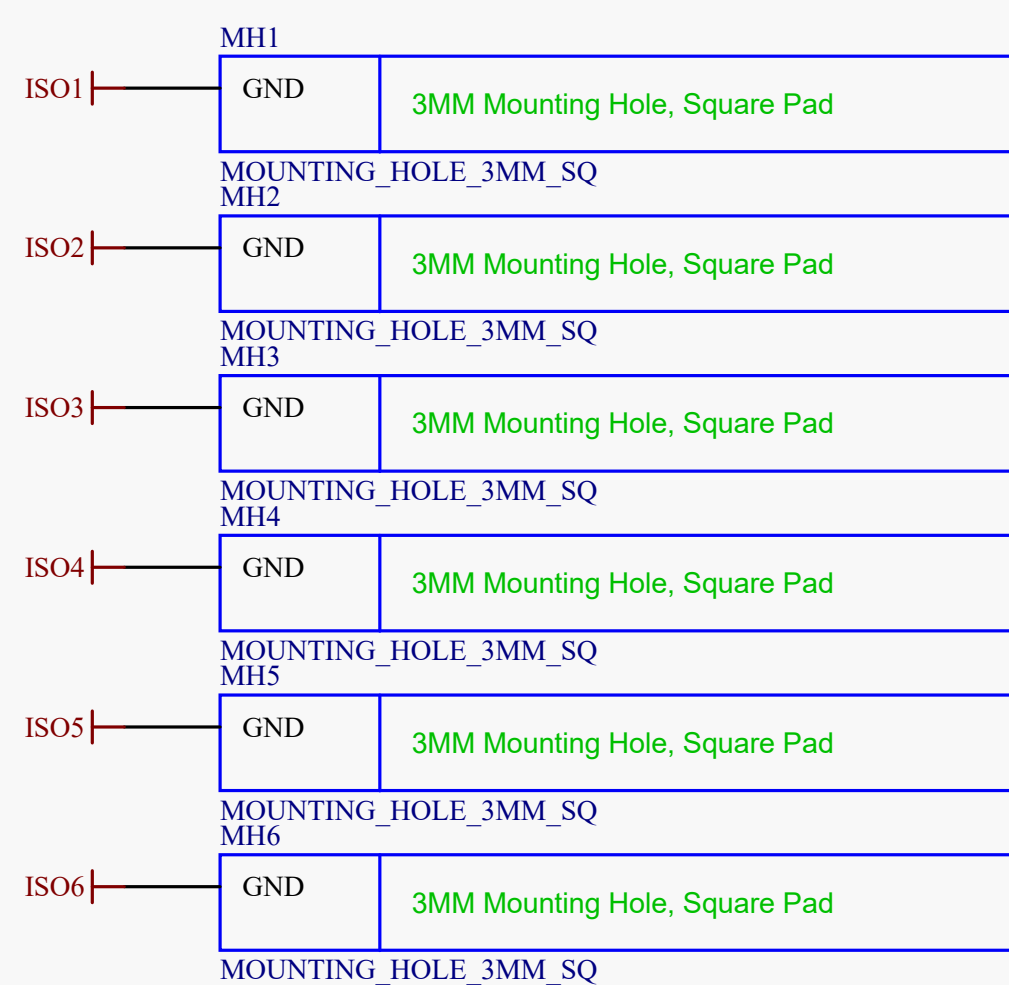 MH1
ISO1
GND
3MM Mounting Hole, Square Pad
MOUNTING_HOLE_3MM_SQ
MH2
ISO2
GND
3MM Mounting Hole, Square Pad
MOUNTING_HOLE_3MM_SQ
MH3
ISO3
GND
3MM Mounting Hole, Square Pad
MOUNTING_HOLE_3MM_SQ
MH4
ISO4
GND
3MM Mounting Hole, Square Pad
MOUNTING_HOLE_3MM_SQ
MH5
ISO5
GND
3MM Mounting Hole, Square Pad
MOUNTING_HOLE_3MM_SQ
MH6
ISO6
GND
3MM Mounting Hole, Square Pad
MOUNTING_HOLE_3MM_SQ